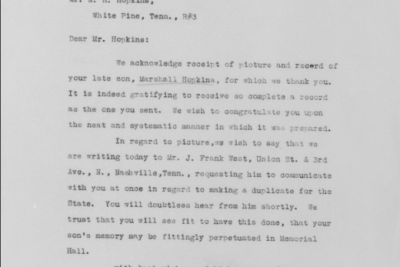 Hopkins,
White Pine, Tenn., R#3
Dear Mr. Hopkins:
We acknowledge receipt of picture and record of
your late son, Marshall Hopkins, for which we thank you.
It is indeed gratifying to receive so complete a record
as the one you sent. We wish to congratulate you upon
the neat and systematic manner in which it was prepared.
In regard to picture,we wish to say that we
are writing today to Mr. J. Frank West, Union St. & 3rd
Ave., N., Nashville,Tenn., requesting him to communicate
with you at once in regard to making a duplicate for the
State. You will doubtless hear from him shortly. We
trust that you will see fit to have this done, that your
son's memory may be fittingly perpetuated in Memorial
Hall.